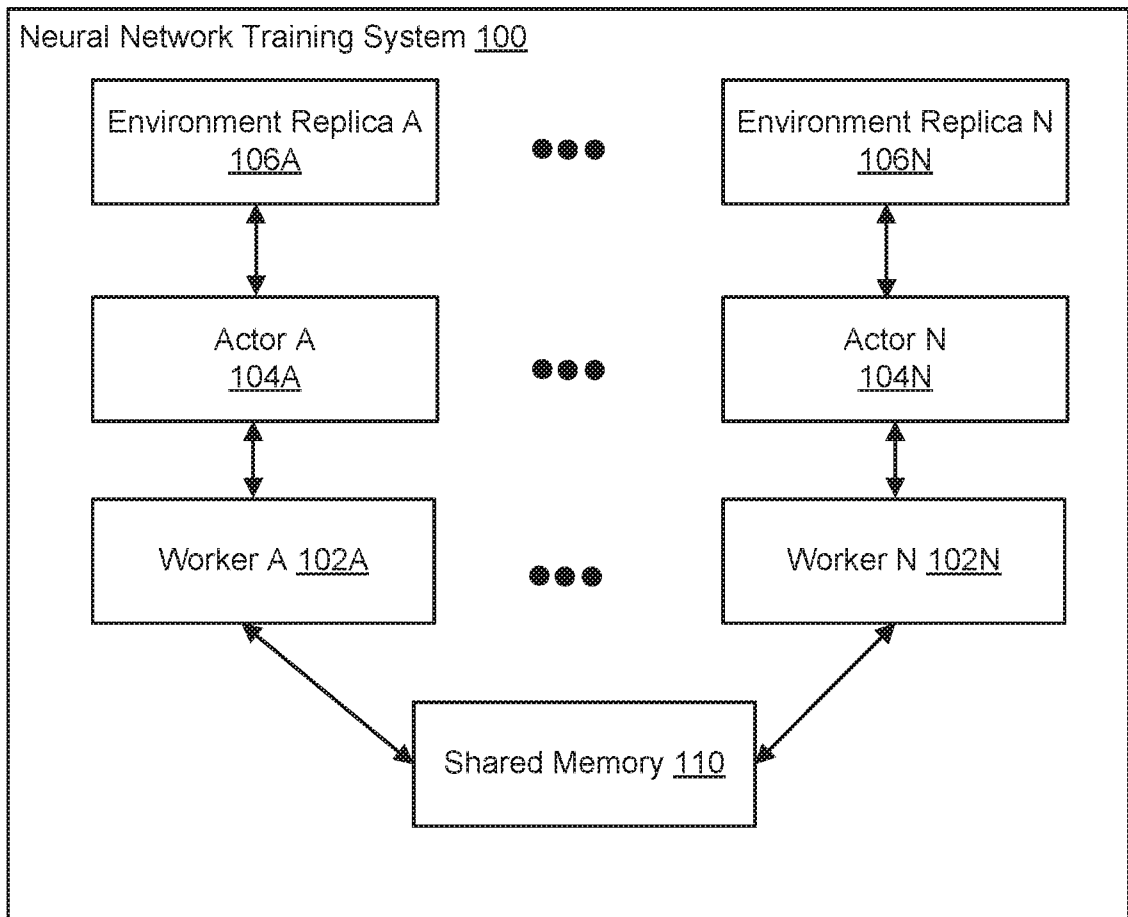 Neural Network Training System 100
Environment Replica A
106A
Environment Replica N
106N
Actor A
104A
Actor N
104N
Worker A 102A
Worker N 102N
Shared Memory 110